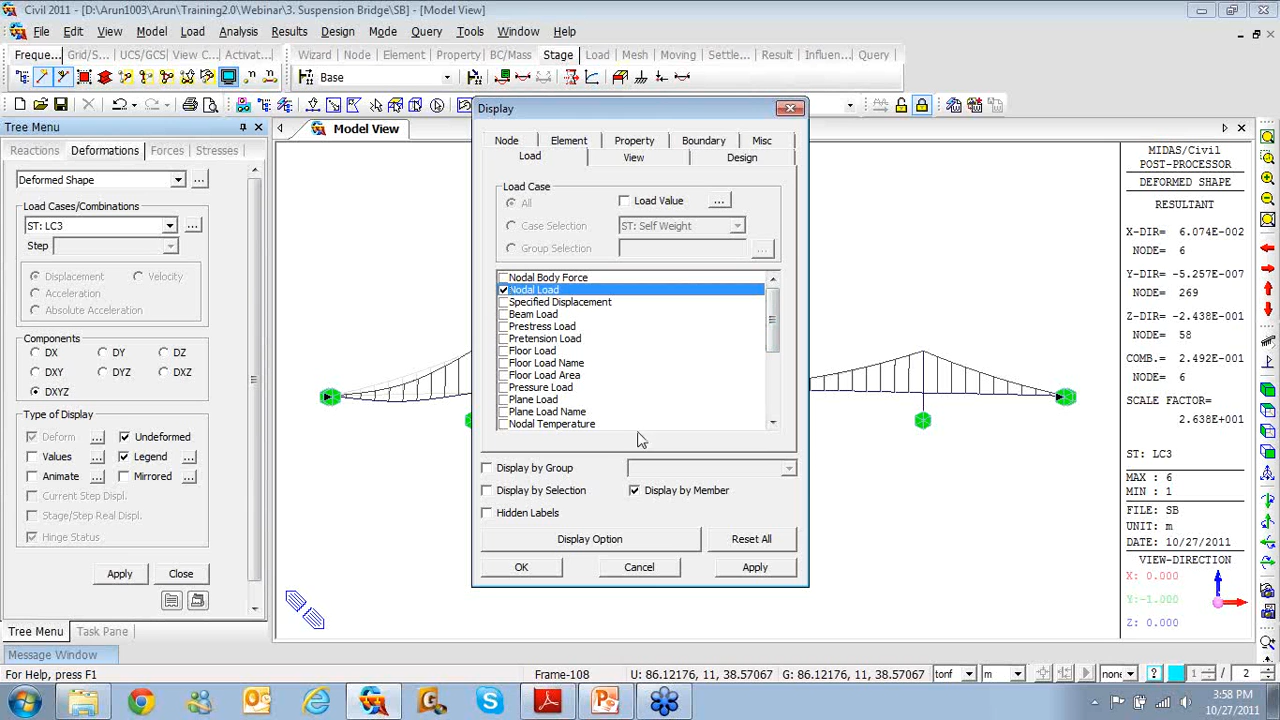 Civil 2011 - [D:\Arun1003\Arun\Training2.0\Webinar\3. Suspension Bridge\SB] - [Model View]
File Edit View Model Load Analysis Results Design Mode Query Tools Window Help
Freque... Grid/S... UCS/GCS View C... Activat... Wizard Node Element Property BC/Mass Stage Load Mesh Moving Settle... Result Influen... Query
Base
Tree Menu
Reactions Deformations Forces Stresses
Deformed Shape
Load Cases/Combinations
ST: LC3
Step
Displacement Velocity
Acceleration
Absolute Acceleration
Components
DX DY DZ
DXY DYZ DXZ
DXYZ
Type of Display
Deform Undeformed
Values Legend
Animate Mirrored
Current Step Displ.
Stage/Step Real Displ.
Hinge Status
Apply Close
Tree Menu Task Pane
Message Window
Model View
Display
Node Element Property Boundary Misc
Load View Design
Load Case
All Load Value ...
Case Selection ST: Self Weight
Group Selection ...
Nodal Body Force
Nodal Load
Specified Displacement
Beam Load
Prestress Load
Pretension Load
Floor Load
Floor Load Name
Floor Load Area
Pressure Load
Plane Load
Plane Load Name
Nodal Temperature
Display by Group
Display by Selection Display by Member
Hidden Labels
Display Option Reset All
OK Cancel Apply
MIDAS/Civil
POST-PROCESSOR
DEFORMED SHAPE
RESULTANT
X-DIR= 6.074E-002
NODE= 6
Y-DIR= -5.257E-007
NODE= 269
Z-DIR= -2.438E-001
NODE= 58
COMB.= 2.492E-001
NODE= 6
SCALE FACTOR=
2.638E+001
ST: LC3
MAX : 6
MIN : 1
FILE: SB
UNIT: m
DATE: 10/27/2011
VIEW-DIRECTION
X: 0.000
Y:-1.000
Z: 0.000
For Help, press F1 Frame-108 U: 86.12176, 11, 38.57067 G: 86.12176, 11, 38.57067 tonf m none 1 / 2
3:58 PM
10/27/2011